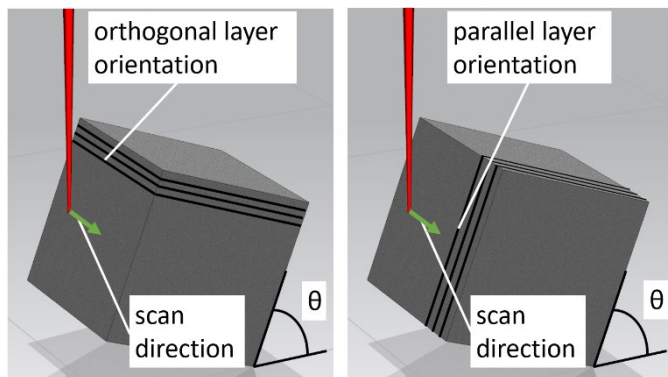 orthogonal layer
orientation
scan
direction
θ
parallel layer
orientation
scan
direction
θ